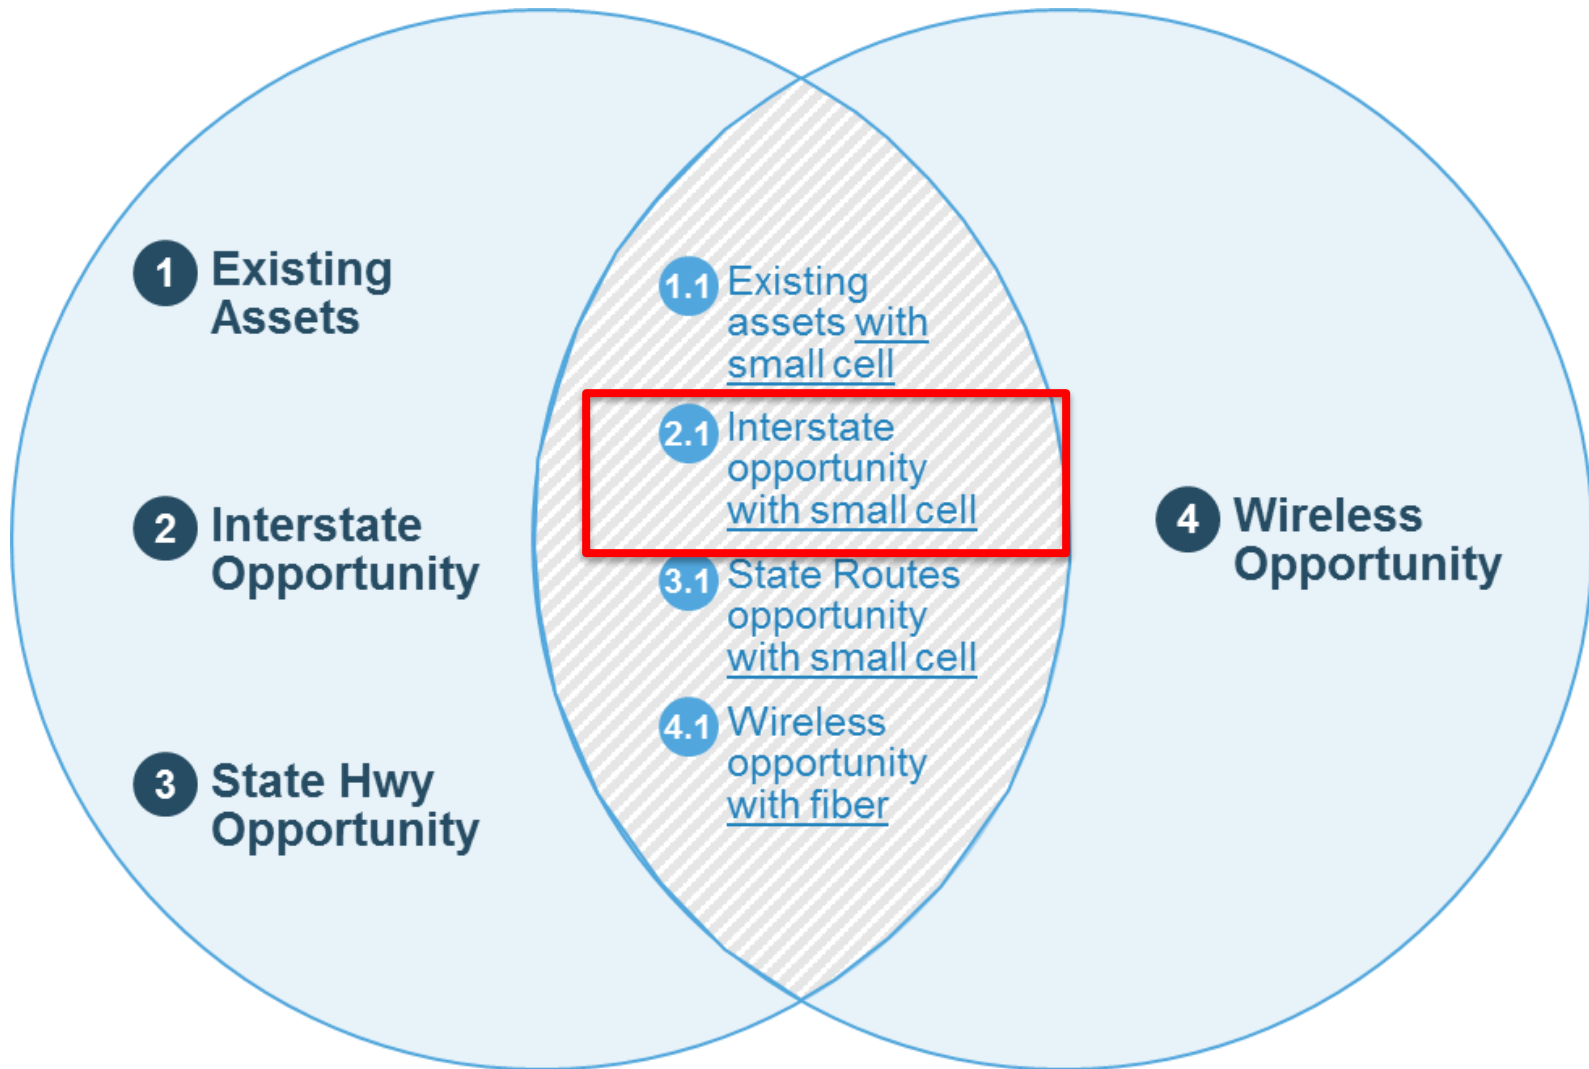 1 Existing
Assets
2 Interstate
Opportunity
3 State Hwy
Opportunity
1.1 Existing
assets with
small cell
2.1 Interstate
opportunity
with small cell
3.1 State Routes
opportunity
with small cell
4.1 Wireless
opportunity
with fiber
4 Wireless
Opportunity